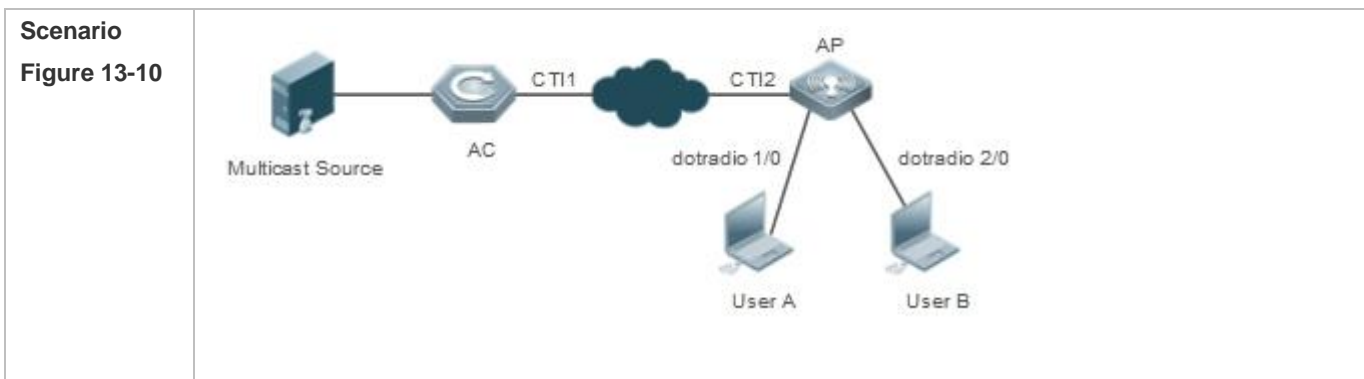 Scenario
Figure 13-10
AP
CTI1
CTI2
AC
Multicast Source
dotradio 1/0
dotradio 2/0
User A
User B